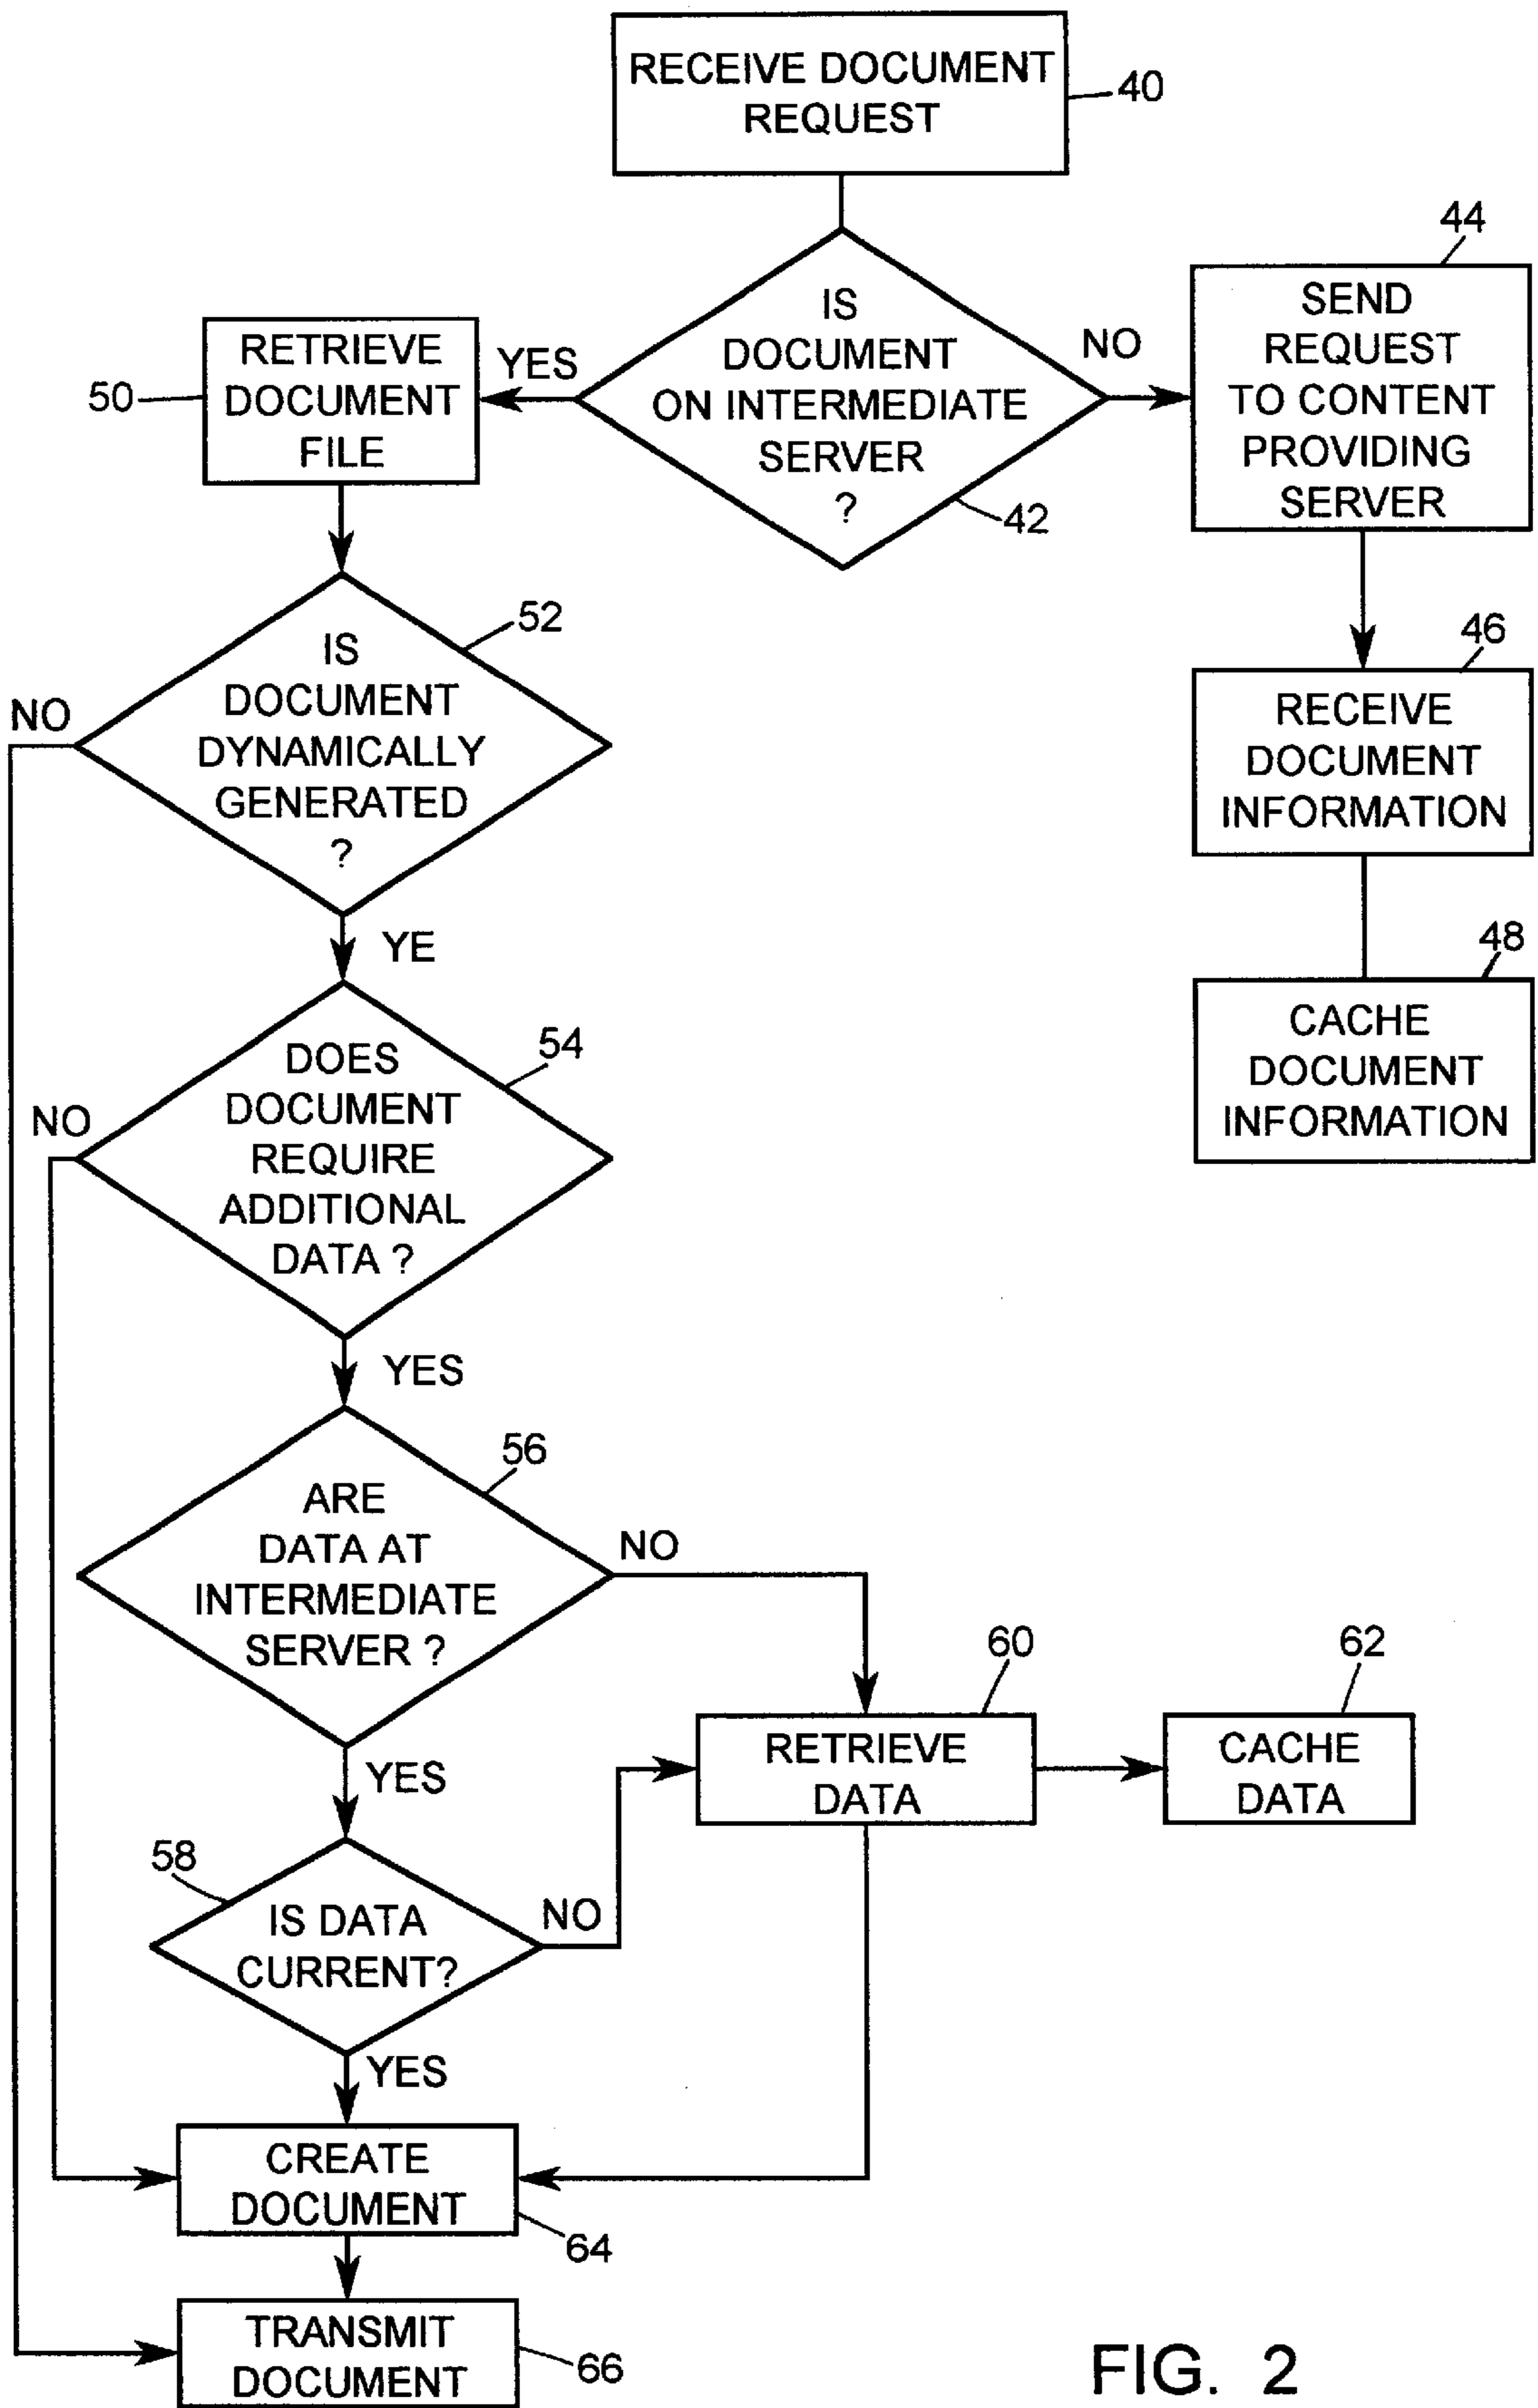 RECEIVE DOCUMENT
REQUEST
40
IS
DOCUMENT
ON INTERMEDIATE
SERVER
?
42
YES
NO
44
SEND
REQUEST
TO CONTENT
PROVIDING
SERVER
46
RECEIVE
DOCUMENT
INFORMATION
48
CACHE
DOCUMENT
INFORMATION
50
RETRIEVE
DOCUMENT
FILE
52
IS
DOCUMENT
DYNAMICALLY
GENERATED
?
NO
YE
54
DOES
DOCUMENT
REQUIRE
ADDITIONAL
DATA ?
NO
YES
56
ARE
DATA AT
INTERMEDIATE
SERVER ?
NO
YES
58
IS DATA
CURRENT?
NO
YES
60
RETRIEVE
DATA
62
CACHE
DATA
CREATE
DOCUMENT
64
TRANSMIT
DOCUMENT
66
FIG. 2